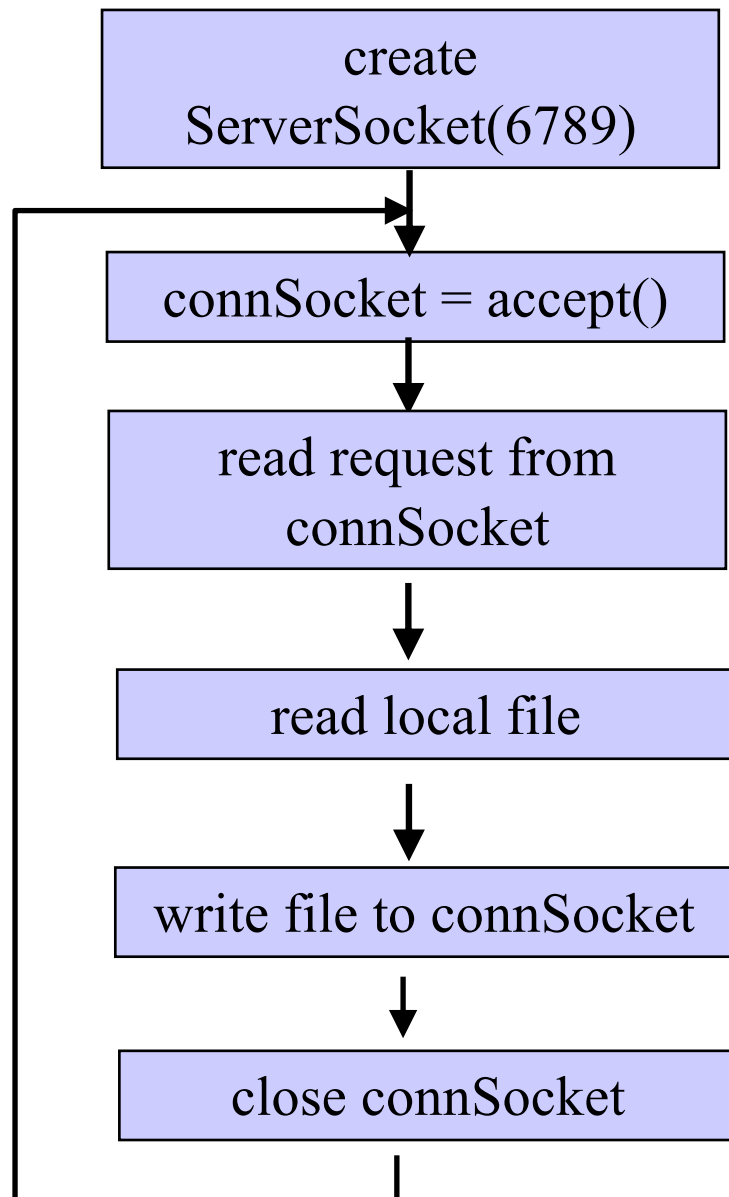 create
ServerSocket(6789)
connSocket = accept()
read request from
connSocket
read local file
write file to connSocket
close connSocket